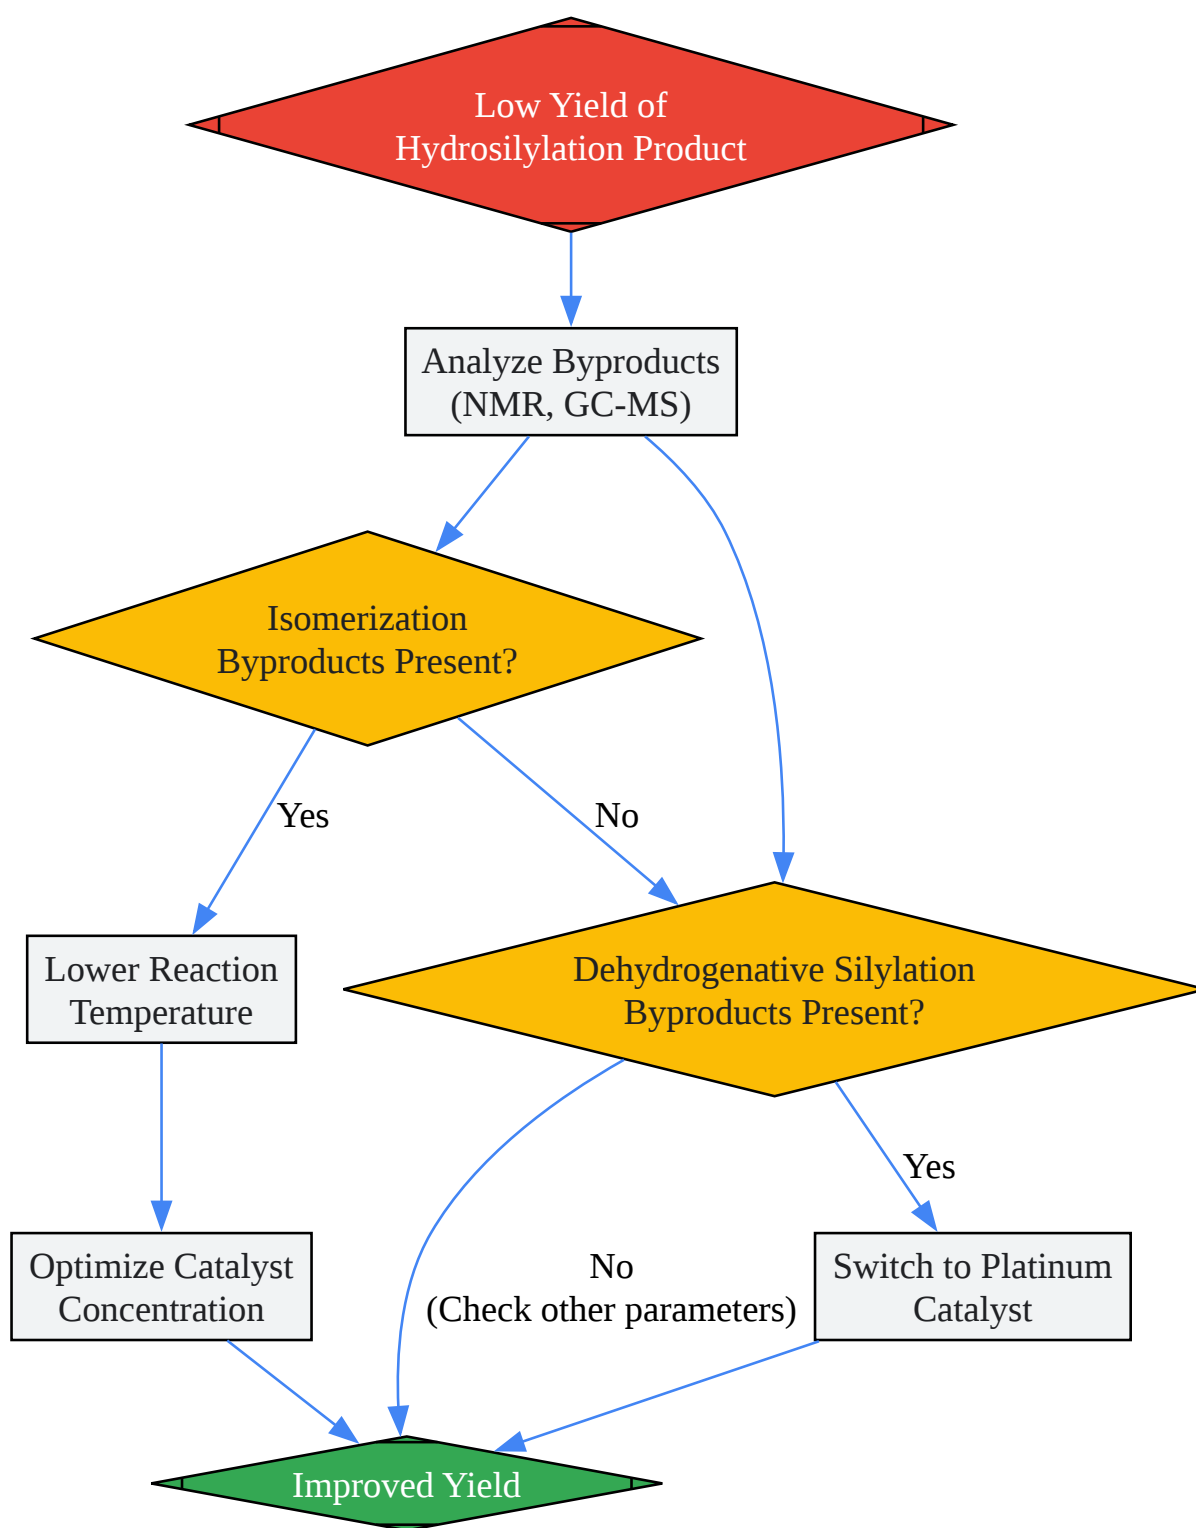 Low Yield of
Hydrosilylation Product
Analyze Byproducts
(NMR, GC-MS)
Isomerization
Byproducts Present?
Yes
No
Lower Reaction
Temperature
Dehydrogenative Silylation
Byproducts Present?
Yes
Optimize Catalyst
Concentration
No
(Check other parameters)
Switch to Platinum
Catalyst
Improved Yield